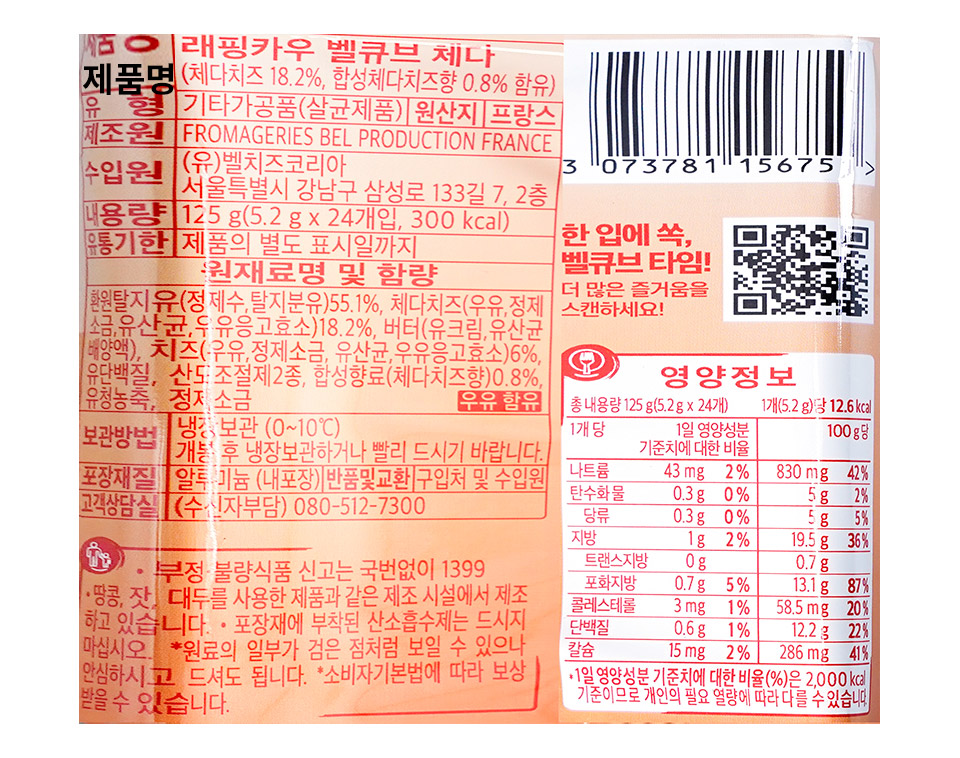 제품명 래핑카우 벨큐브 체다
제품명 (체다치즈 18.2%, 합성체다치즈향 0.8% 함유)
유 형 기타가공품(살균제품) 원산지 프랑스
제조원 FROMAGERIES BEL PRODUCTION FRANCE
수입원 (유)벨치즈코리아
서울특별시 강남구 삼성로 133길 7, 2층
내용량 125 g(5.2 g x 24개입, 300 kcal)
유통기한 제품의 별도 표시일까지
원재료명 및 함량
환원탈지유(정제수,탈지분유)55.1%, 체다치즈(우유,정제
소금,유산균,우유응고효소)18.2%, 버터(유크림,유산균
배양액), 치즈(우유,정제소금, 유산균,우유응고효소)6%,
유단백질, 산도조절제2종, 합성향료(체다치즈향)0.8%,
유청농축, 정제소금 우유 함유
보관방법 냉장보관 (0~10℃)
개봉 후 냉장보관하거나 빨리 드시기 바랍니다.
포장재질 알루미늄 (내포장) 반품및교환 구입처 및 수입원
고객상담실 (수신자부담) 080-512-7300
• 부정·불량식품 신고는 국번없이 1399
• 땅콩, 잣, 대두를 사용한 제품과 같은 제조 시설에서 제조
하고 있습니다. • 포장재에 부착된 산소흡수제는 드시지
마십시오. *원료의 일부가 검은 점처럼 보일 수 있으나
안심하시고 드셔도 됩니다. *소비자기본법에 따라 보상
받을 수 있습니다.
3 073781 15675 >
한 입에 쏙,
벨큐브 타임!
더 많은 즐거움을
스캔하세요!
영양정보
총 내용량 125 g(5.2 g x 24개) 1개(5.2 g)당 12.6 kcal
1개 당 1일 영양성분 100 g당
기준치에 대한 비율
나트륨 43 mg 2% 830 mg 42%
탄수화물 0.3 g 0% 5 g 2%
당류 0.3 g 0% 5 g 5%
지방 1 g 2% 19.5 g 36%
트랜스지방 0 g 0.7 g
포화지방 0.7 g 5% 13.1 g 87%
콜레스테롤 3 mg 1% 58.5 mg 20%
단백질 0.6 g 1% 12.2 g 22%
칼슘 15 mg 2% 286 mg 41%
•1일 영양성분 기준치에 대한 비율(%)은 2,000 kcal
기준이므로 개인의 필요 열량에 따라 다를 수 있습니다.